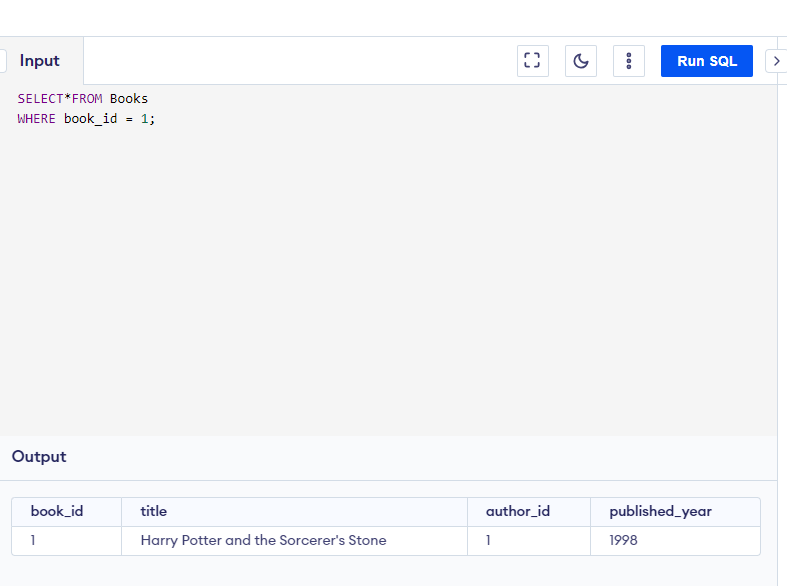 Input
Run SQL
SELECT*FROM Books
WHERE book_id = 1;
Output
book_id title author_id published_year
1 Harry Potter and the Sorcerer's Stone 1 1998